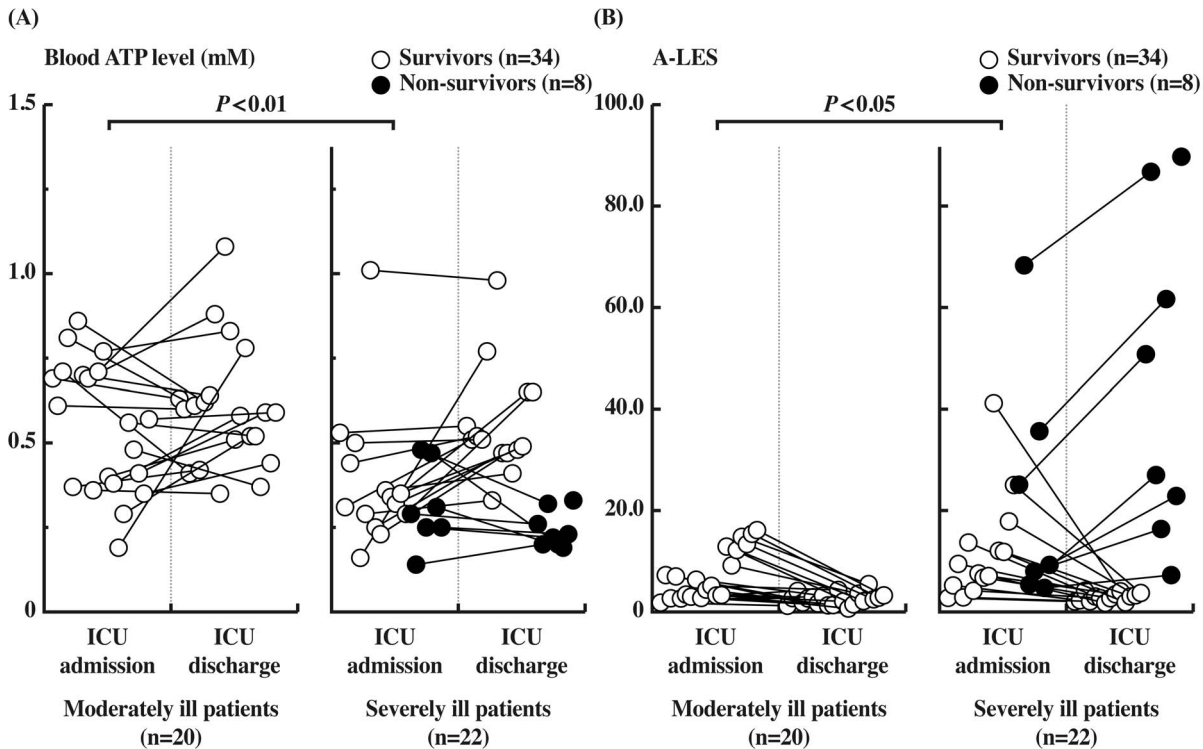 (A)
Blood ATP level (mM)
Survivors (n=34)
Non-survivors (n=8)
P<0.01
1.5
1.0
0.5
0
ICU
admission
ICU
discharge
ICU
admission
ICU
discharge
Moderately ill patients
(n=20)
Severely ill patients
(n=22)
(B)
A-LES
Survivors (n=34)
Non-survivors (n=8)
P<0.05
100.0
80.0
60.0
40.0
20.0
0
ICU
admission
ICU
discharge
ICU
admission
ICU
discharge
Moderately ill patients
(n=20)
Severely ill patients
(n=22)